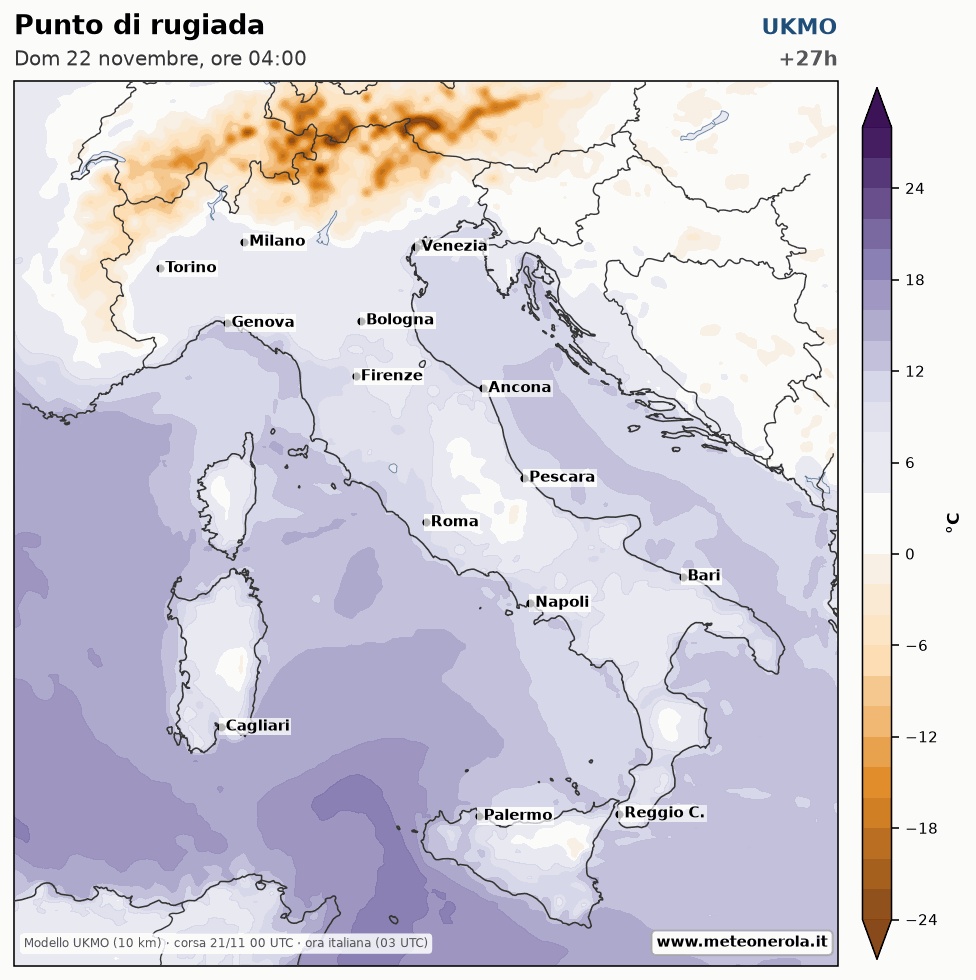 Punto di rugiada
UKMO
Dom 22 novembre, ore 04:00
+27h
Milano
Venezia
Torino
Genova
Bologna
Firenze
Ancona
Pescara
Roma
Bari
Napoli
Cagliari
Palermo
Reggio C.
24
18
12
6
0
−6
−12
−18
−24
°C
Modello UKMO (10 km) · corsa 21/11 00 UTC · ora italiana (03 UTC)
www.meteonerola.it